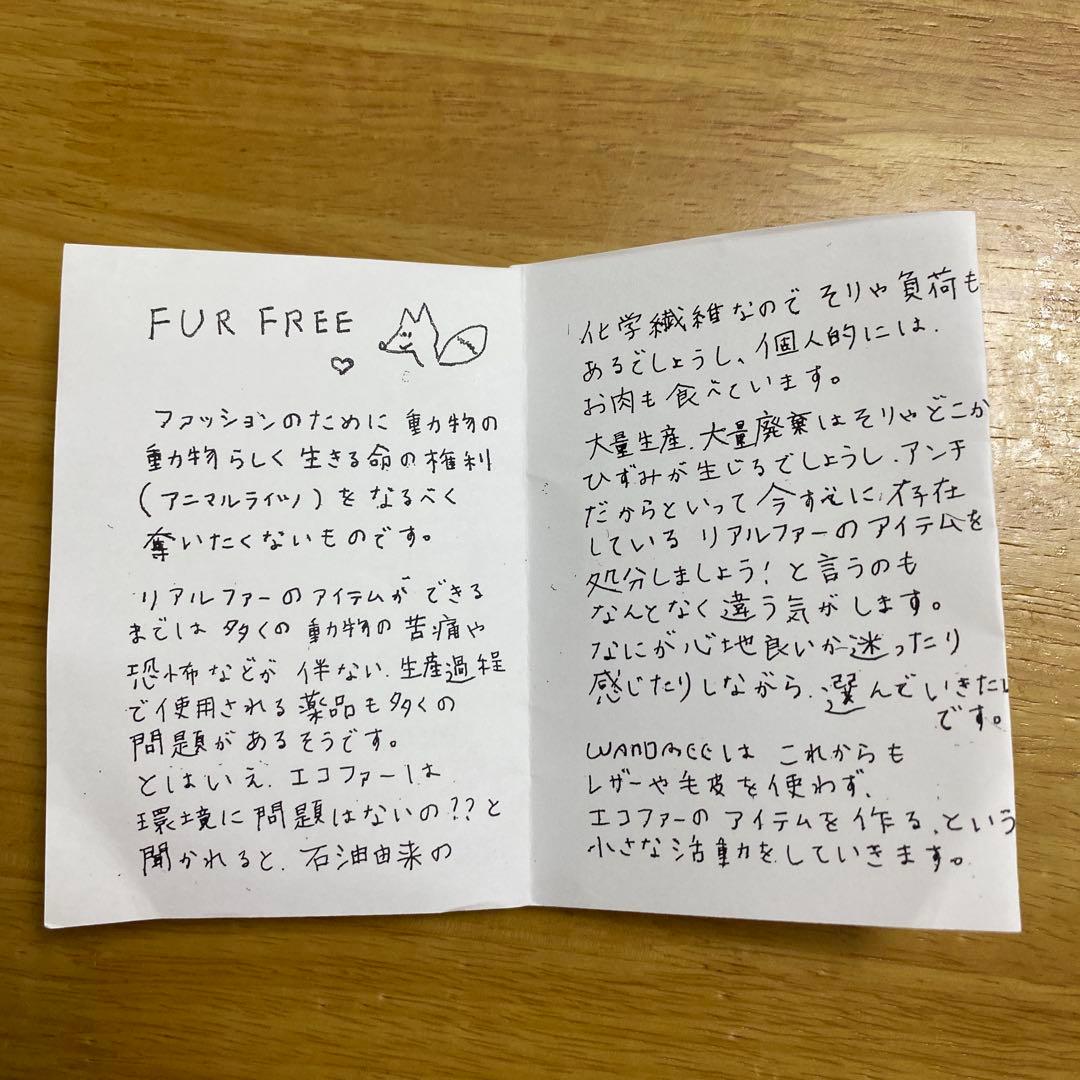 FUR FREE
ファッションのために 動物の
動物らしく 生きる命の権利
(アニマルライツ)を なるべく
奪いたくないものです。
リアルファーのアイテムが できる
までには 多くの 動物の 苦痛や
恐怖などが 伴ない、生産過程
で使用される薬品も多くの
問題があるそうです。
とはいえ、エコファーは
環境に問題はないの??と
聞かれると、石油由来の
化学繊維なので そりゃ負荷も
あるでしょうし、個人的には、
お肉も食べています。
大量生産、大量廃棄はそりゃどこか
ひずみが生じるでしょうし、アンチ
だからといって 今すでに 存在
している リアルファーのアイテムを
処分しましょう! と言うのも
なんとなく違う気がします。
なにが心地良いか迷ったり
感じたりしながら、選んでいきたい
です。
WANDREEは これからも
レザーや毛皮を使わず、
エコファーの アイテムを 作る、という
小さな活動をしていきます。